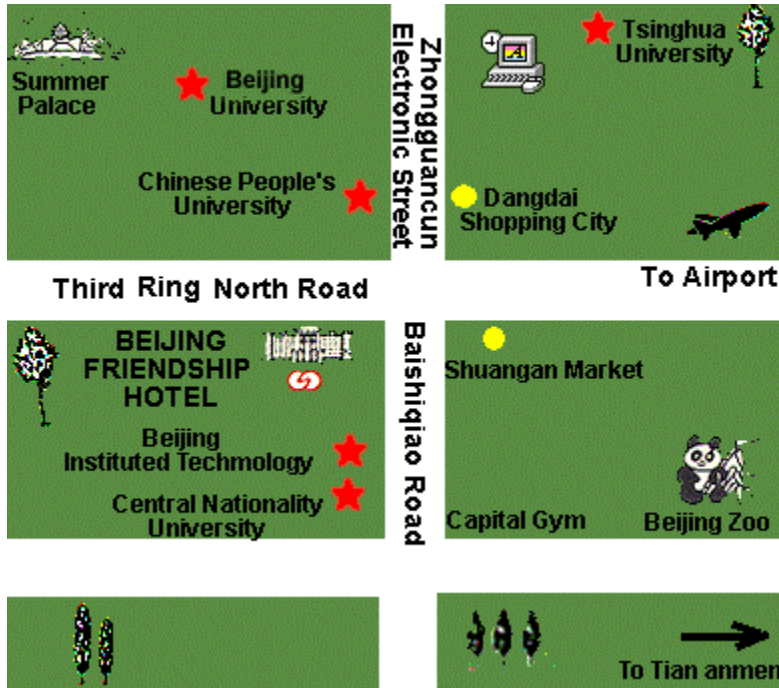 Summer
Palace
Beijing
University
Chinese People's
University
Zhongguancun
Electronic Street
Tsinghua
University
Dangdai
Shopping City
Third Ring North Road
To Airport
BEIJING
FRIENDSHIP
HOTEL
Beijing
Instituted Techmology
Central Nationality
University
Baishiqiao Road
Shuangan Market
Capital Gym
Beijing Zoo
To Tian anmen